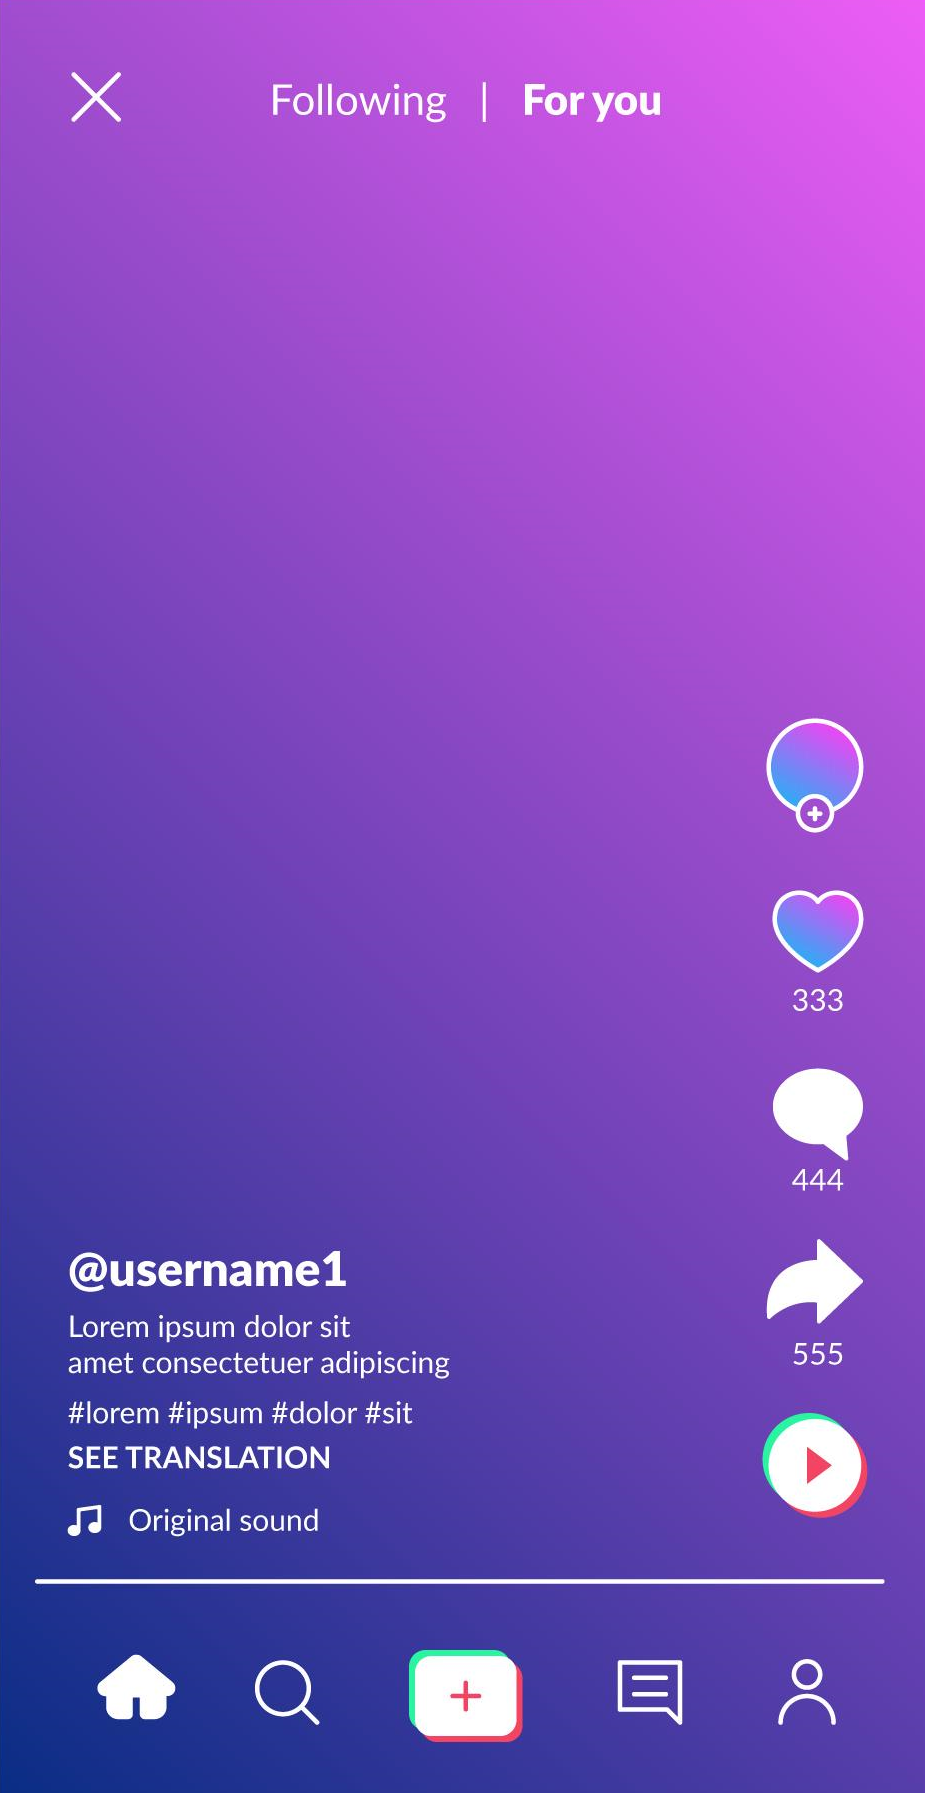 Following | For you
333
444
555
@username1
Lorem ipsum dolor sit
amet consectetuer adipiscing
#lorem #ipsum #dolor #sit
SEE TRANSLATION
Original sound